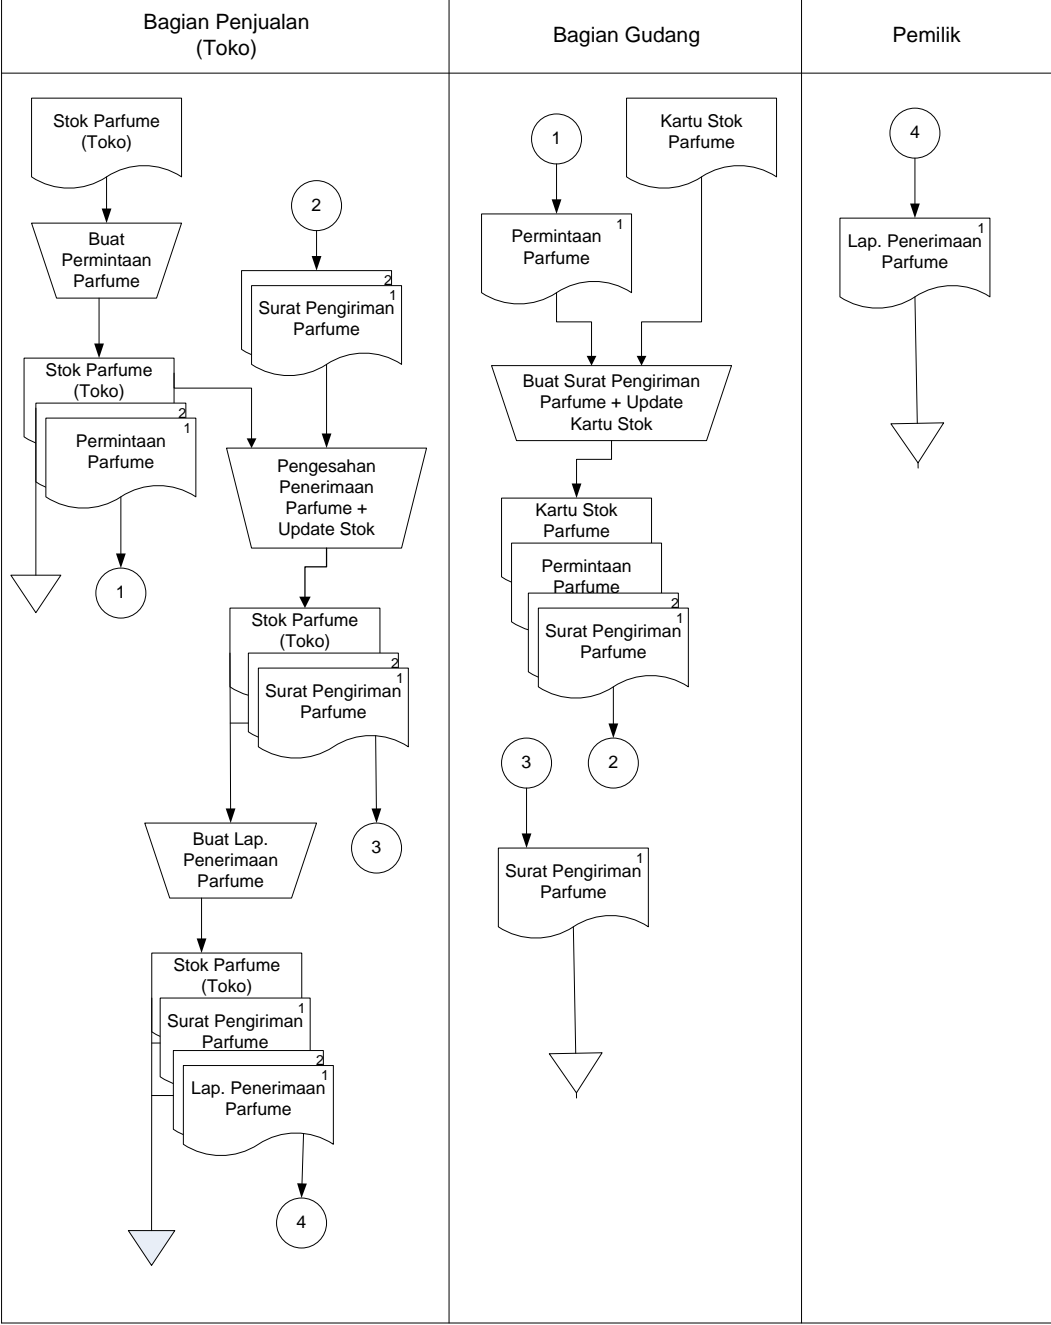 Bagian Penjualan
(Toko)
Bagian Gudang
Pemilik
Stok Parfume
(Toko)
Buat
Permintaan
Parfume
Stok Parfume
(Toko)
2
1
Permintaan
Parfume
1
2
2
1
Surat Pengiriman
Parfume
Pengesahan
Penerimaan
Parfume +
Update Stok
Stok Parfume
(Toko)
2
1
Surat Pengiriman
Parfume
3
Buat Lap.
Penerimaan
Parfume
Stok Parfume
(Toko)
1
Surat Pengiriman
Parfume
2
1
Lap. Penerimaan
Parfume
4
1
Kartu Stok
Parfume
1
Permintaan
Parfume
Buat Surat Pengiriman
Parfume + Update
Kartu Stok
Kartu Stok
Parfume
Permintaan
Parfume
2
1
Surat Pengiriman
Parfume
2
3
1
Surat Pengiriman
Parfume
4
1
Lap. Penerimaan
Parfume